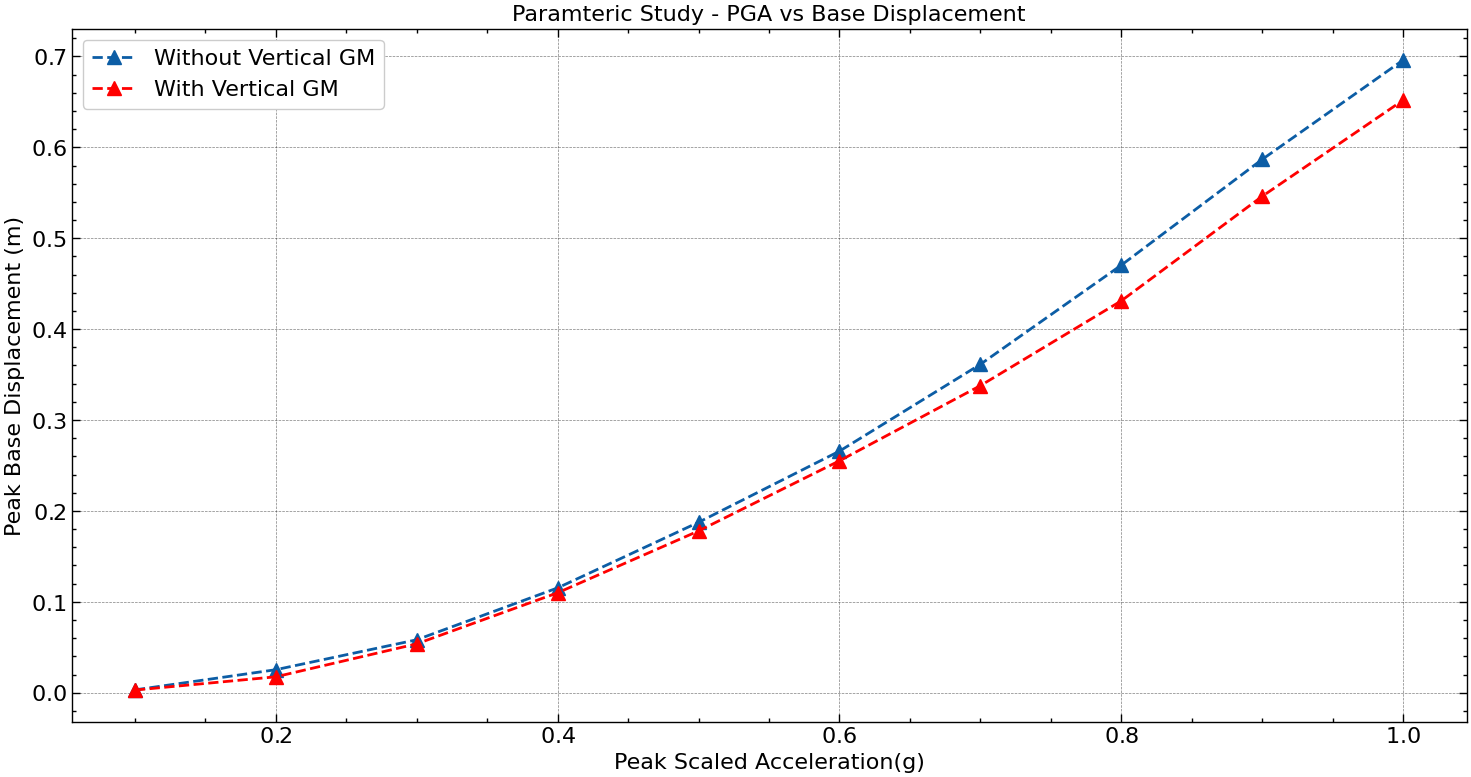 Paramteric Study - PGA vs Base Displacement
Without Vertical GM
With Vertical GM
Peak Base Displacement (m)
0.7
0.6
0.5
0.4
0.3
0.2
0.1
0.0
0.2
0.4
0.6
0.8
1.0
Peak Scaled Acceleration(g)